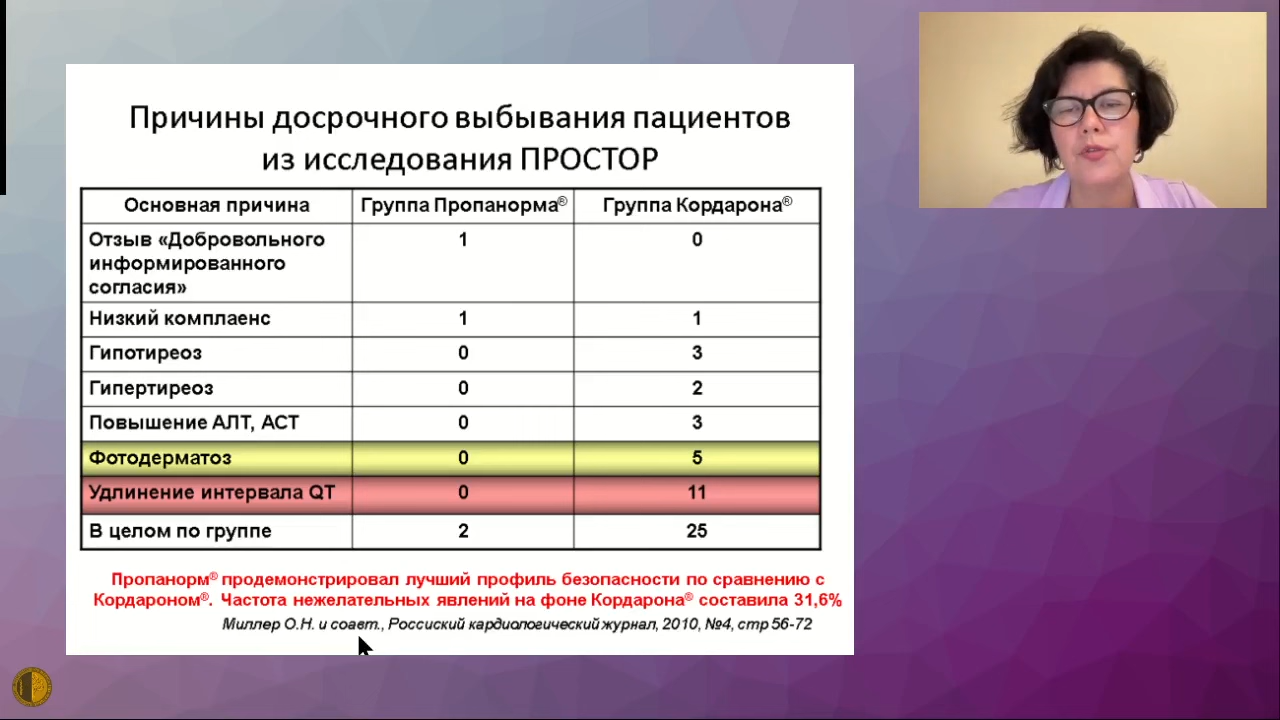 Причины досрочного выбывания пациентов
из исследования ПРОСТОР
Основная причина Группа Пропанорма® Группа Кордарона®
Отзыв «Добровольного
информированного
согласия» 1 0
Низкий комплаенс 1 1
Гипотиреоз 0 3
Гипертиреоз 0 2
Повышение АЛТ, АСТ 0 3
Фотодерматоз 0 5
Удлинение интервала QT 0 11
В целом по группе 2 25
Пропанорм® продемонстрировал лучший профиль безопасности по сравнению с
Кордароном®. Частота нежелательных явлений на фоне Кордарона® составила 31,6%
Миллер О.Н. и соавт., Россиский кардиологический журнал, 2010, №4, стр 56-72